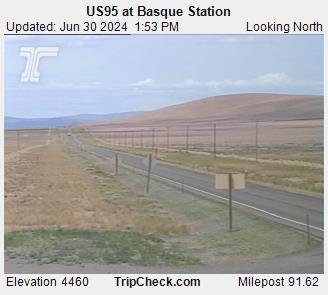 US95 at Basque Station
Updated: Jun 30 2024 1:53 PM Looking North
Elevation 4460 TripCheck.com Milepost 91.62